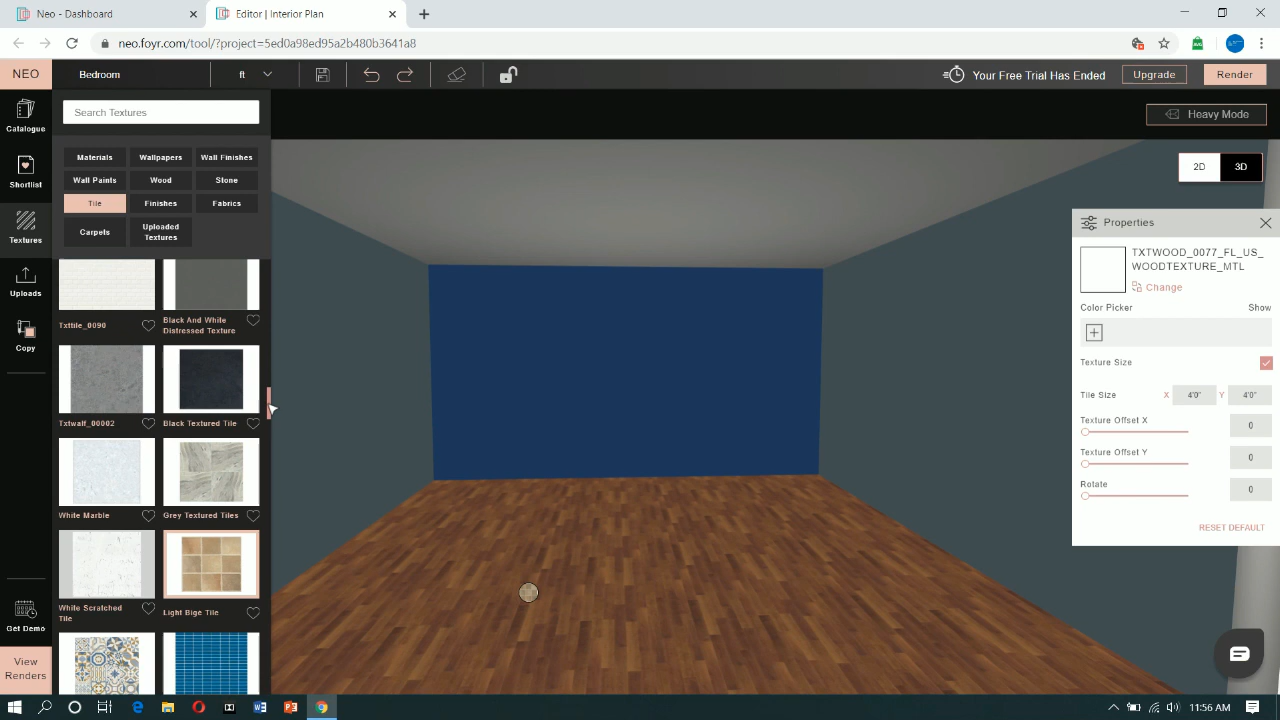 Neo - Dashboard
Editor | Interior Plan
neo.foyr.com/tool/?project=5ed0a98ed95a2b480b3641a8
NEO
Bedroom
ft
Your Free Trial Has Ended
Upgrade
Render
Catalogue
Shortlist
Textures
Uploads
Copy
Get Demo
View
Renders
Search Textures
Materials
Wallpapers
Wall Finishes
Wall Paints
Wood
Stone
Tile
Finishes
Fabrics
Carpets
Uploaded
Textures
Txttile_0090
Black And White
Distressed Texture
Txtwalf_00002
Black Textured Tile
White Marble
Grey Textured Tiles
White Scratched
Tile
Light Bige Tile
Heavy Mode
2D
3D
Properties
TXTWOOD_0077_FL_US_
WOODTEXTURE_MTL
Change
Color Picker
Show
Texture Size
Tile Size
X
4'0"
Y
4'0"
Texture Offset X
0
Texture Offset Y
0
Rotate
0
RESET DEFAULT
11:56 AM